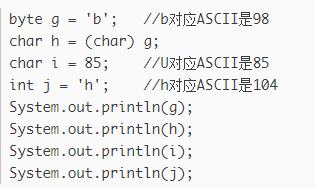 byte g = 'b';   //b对应ASCII是98
char h = (char) g;
char i = 85;    //U对应ASCII是85
int j = 'h';    //h对应ASCII是104
System.out.println(g);
System.out.println(h);
System.out.println(i);
System.out.println(j);